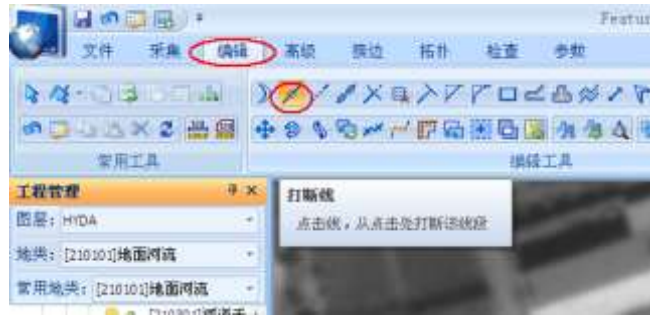 Featur
文件 采集 编辑 高级 接边 拓扑 检查 参数
常用工具 编辑工具
工程管理
打断线
图层: HYDA
点击线，从点击处打断该线段
地类: [210101]地面河流
常用地类: [210101]地面河流